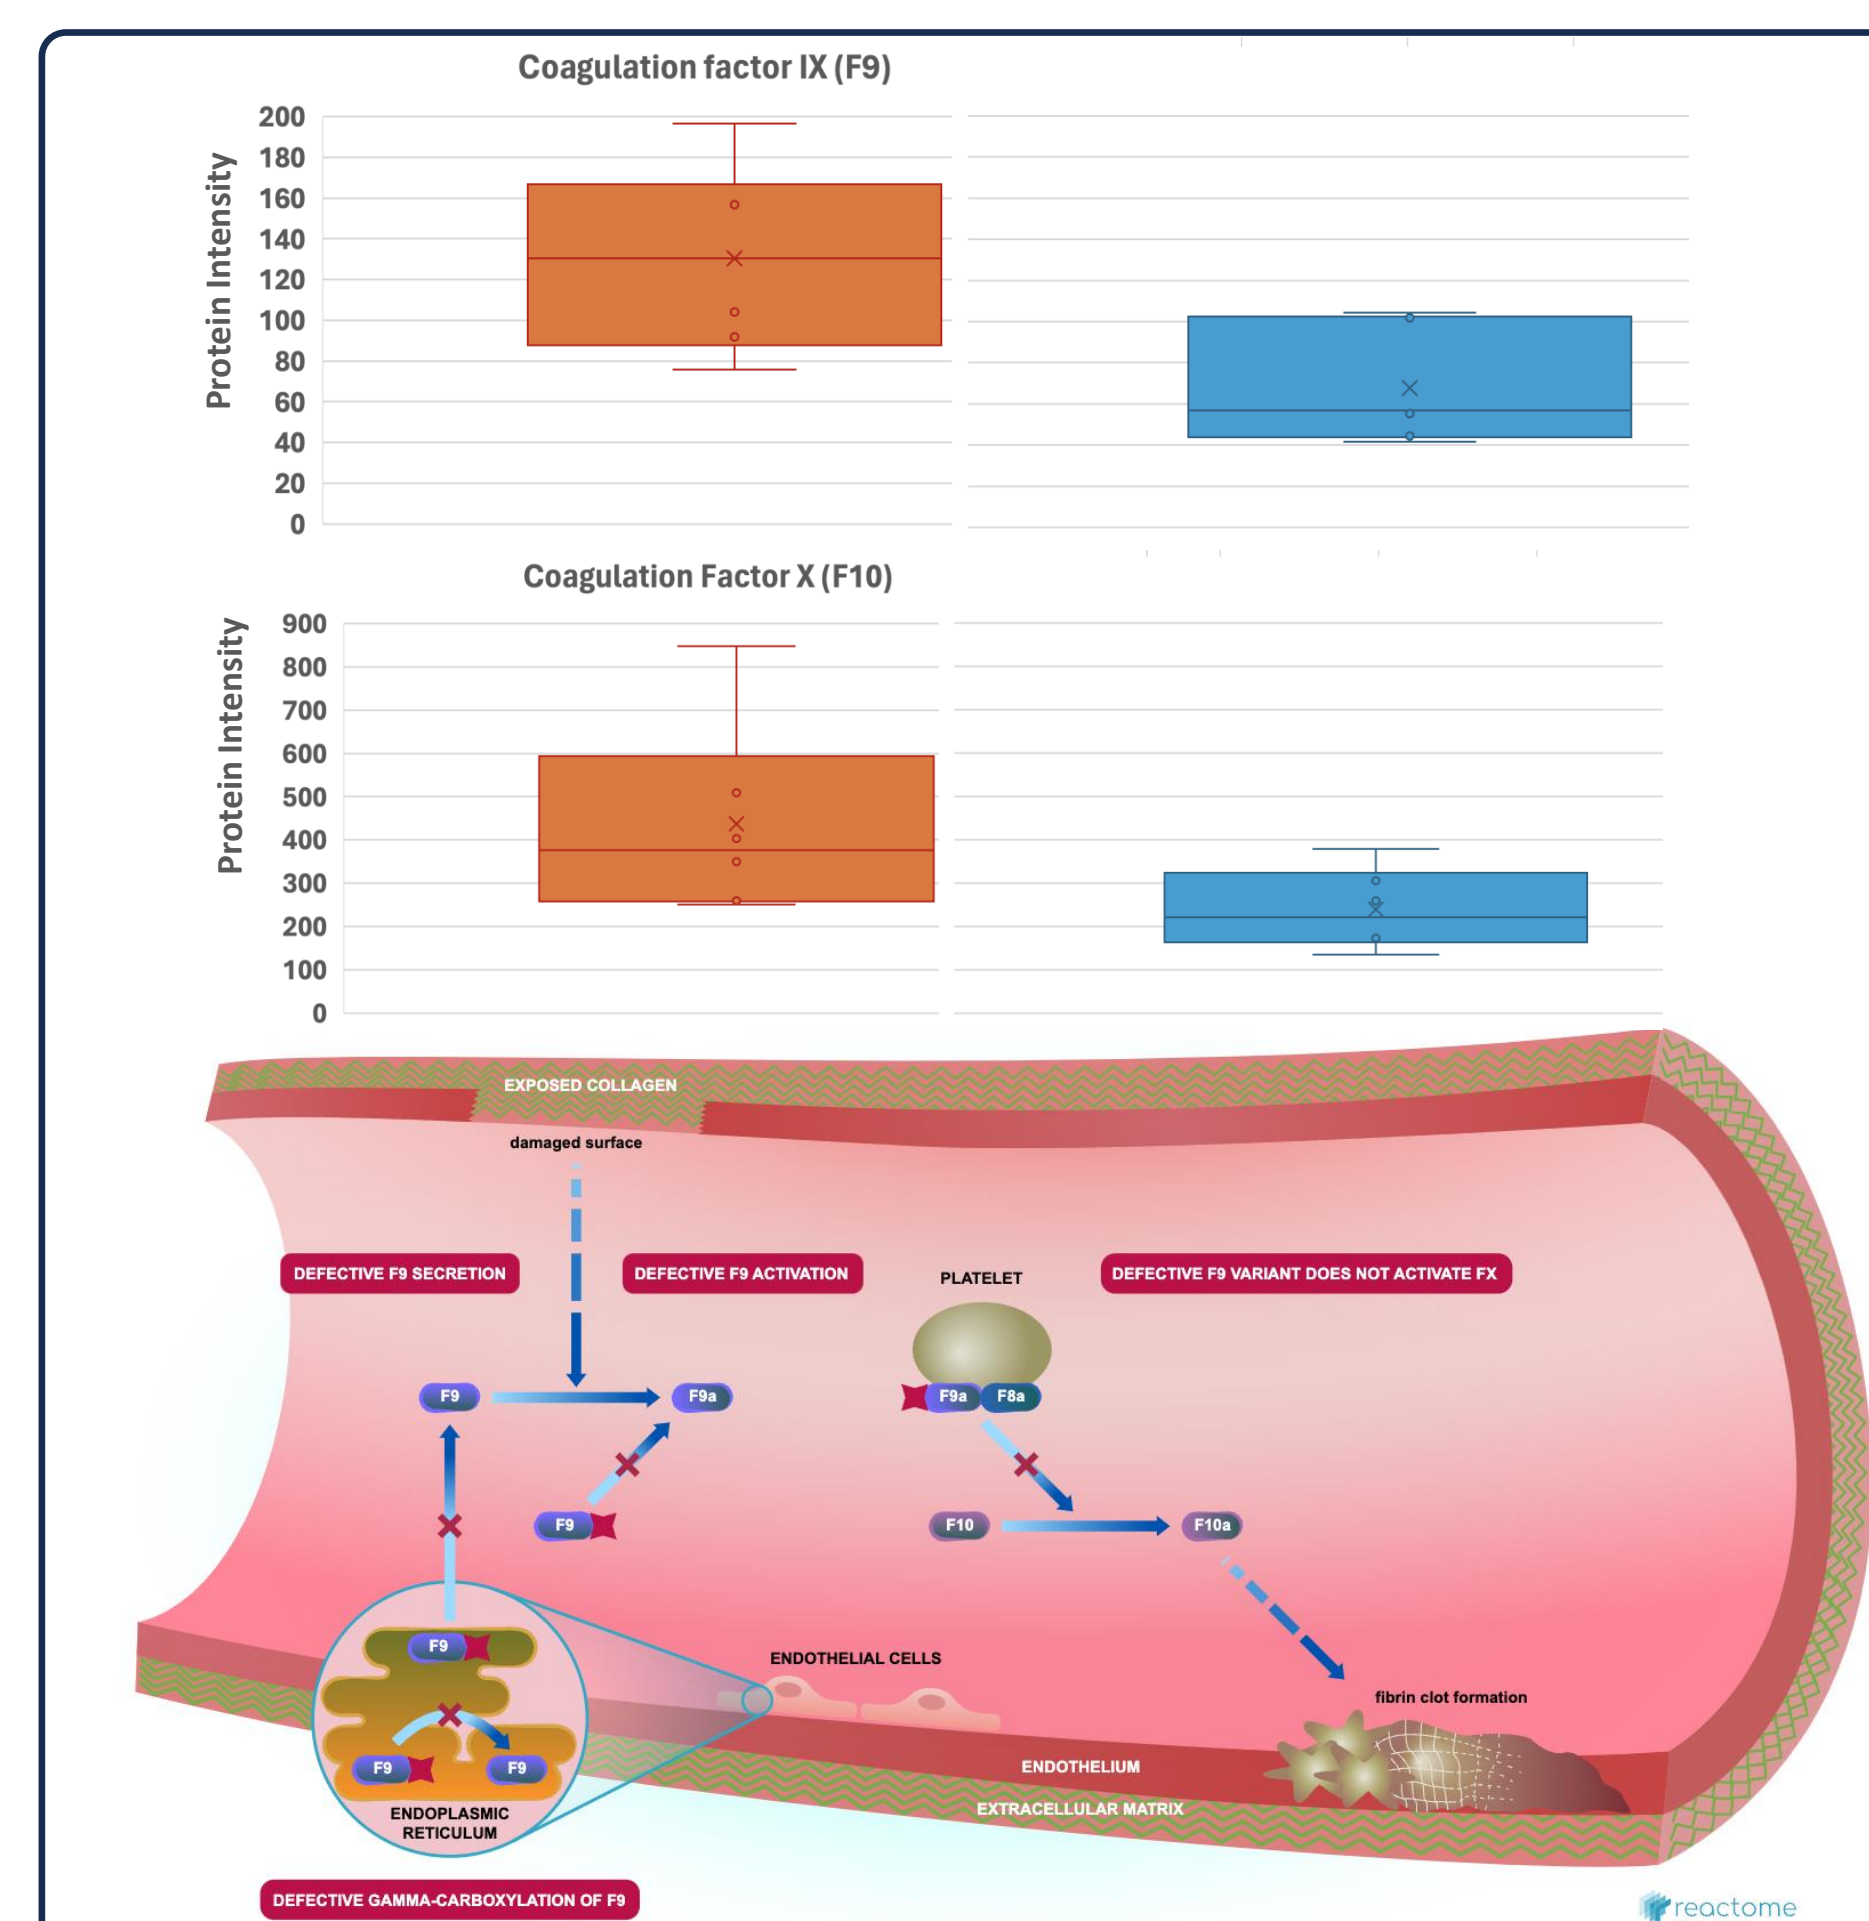 Coagulation factor IX (F9)
Protein Intensity
200
180
160
140
120
100
80
60
40
20
0
Coagulation Factor X (F10)
Protein Intensity
900
800
700
600
500
400
300
200
100
0
EXPOSED COLLAGEN
damaged surface
DEFECTIVE F9 SECRETION
DEFECTIVE F9 ACTIVATION
PLATELET
DEFECTIVE F9 VARIANT DOES NOT ACTIVATE FX
F9
F9a
F9a
F8a
F9
F10
F10a
F9
ENDOTHELIAL CELLS
fibrin clot formation
F9
F9
ENDOTHELIUM
ENDOPLASMIC
RETICULUM
EXTRACELLULAR MATRIX
DEFECTIVE GAMMA-CARBOXYLATION OF F9
reactome